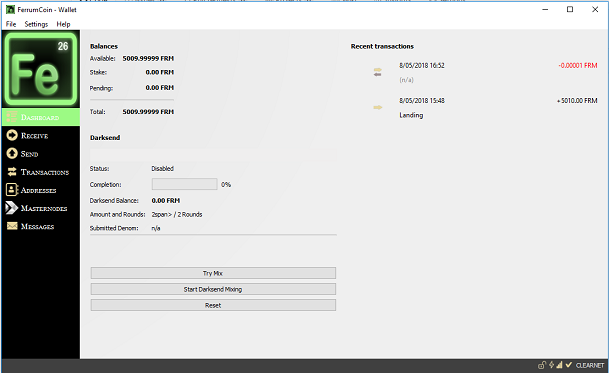 FerrumCoin - Wallet
File Settings Help
26
Fe
DASHBOARD
RECEIVE
SEND
TRANSACTIONS
ADDRESSES
MASTERNODES
MESSAGES
Balances
Available: 5009.99999 FRM
Stake: 0.00 FRM
Pending: 0.00 FRM
Total: 5009.99999 FRM
Darksend
Status: Disabled
Completion: 0%
Darksend Balance: 0.00 FRM
Amount and Rounds: 2span> / 2 Rounds
Submitted Denom: n/a
Try Mix
Start Darksend Mixing
Reset
Recent transactions
8/05/2018 16:52 -0.00001 FRM
(n/a)
8/05/2018 15:48 +5010.00 FRM
Landing
CLEARNET